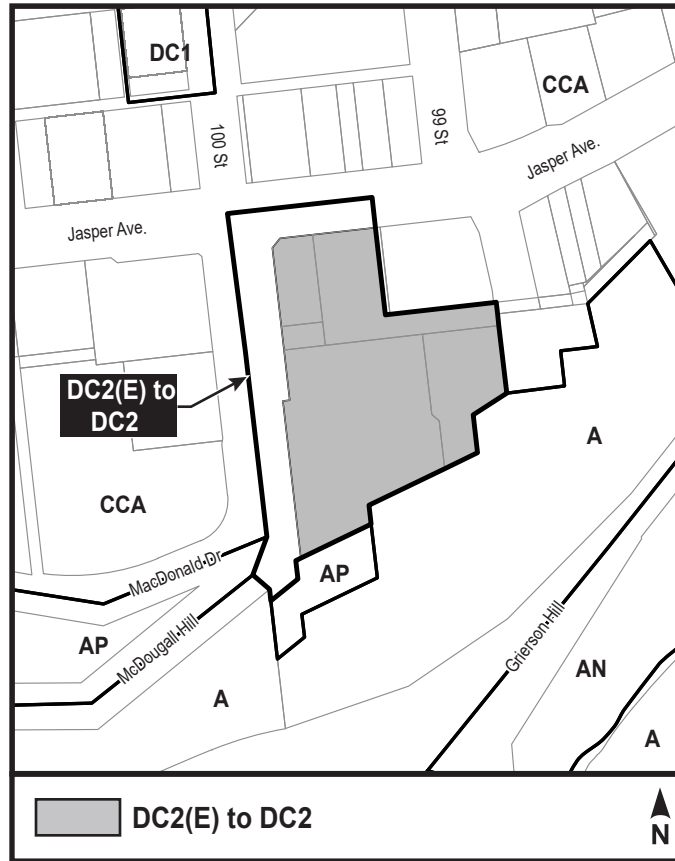 DC1
CCA
100 St
99 St
Jasper Ave.
Jasper Ave.
DC2(E) to
DC2
A
CCA
MacDonald Dr
AP
AP
McDougall Hill
Grierson Hill
AN
A
A
DC2(E) to DC2
N